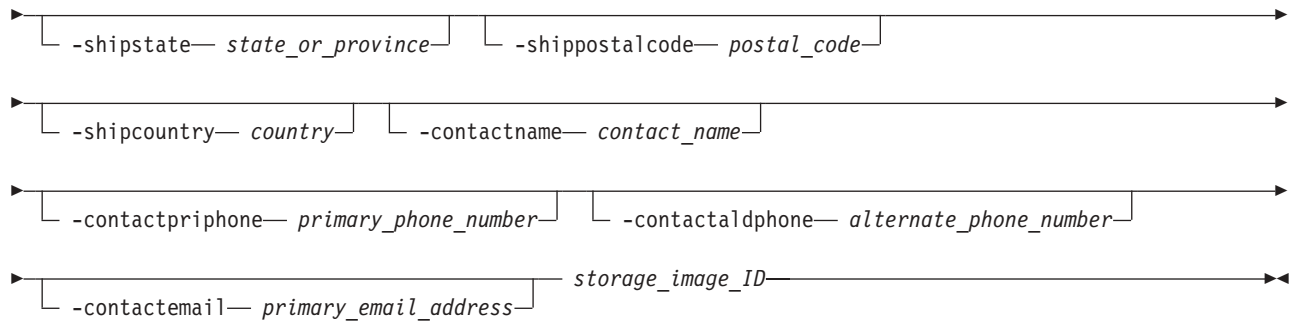 -shipstate state_or_province -shippostalcode postal_code
-shipcountry country -contactname contact_name
-contactpriphone primary_phone_number -contactaldphone alternate_phone_number
storage_image_ID
-contactemail primary_email_address